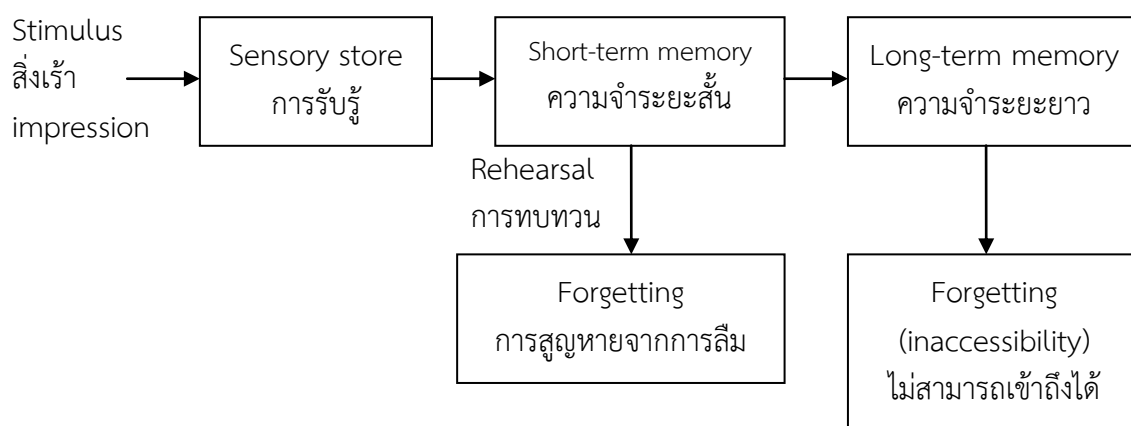 Stimulus
สิ่งเร้า
impression
Sensory store
การรับรู้
Short-term memory
ความจำระยะสั้น
Long-term memory
ความจำระยะยาว
Rehearsal
การทบทวน
Forgetting
การสูญหายจากการลืม
Forgetting
(inaccessibility)
ไม่สามารถเข้าถึงได้